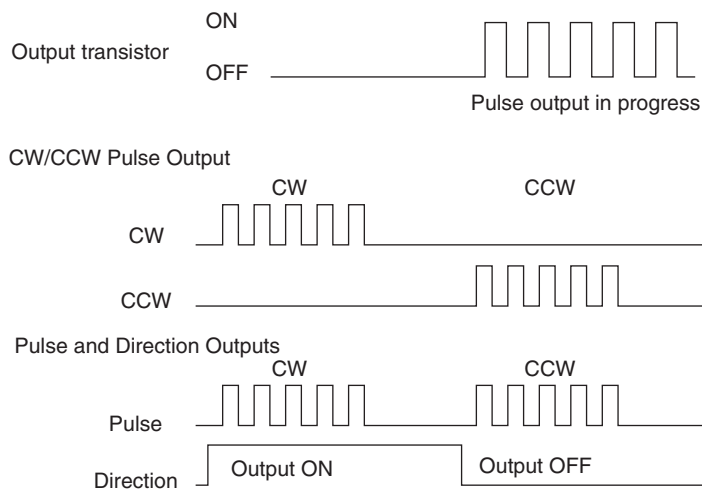 ON
Output transistor
OFF
Pulse output in progress
CW/CCW Pulse Output
CW CCW
CW
CCW
Pulse and Direction Outputs
CW CCW
Pulse
Direction Output ON Output OFF